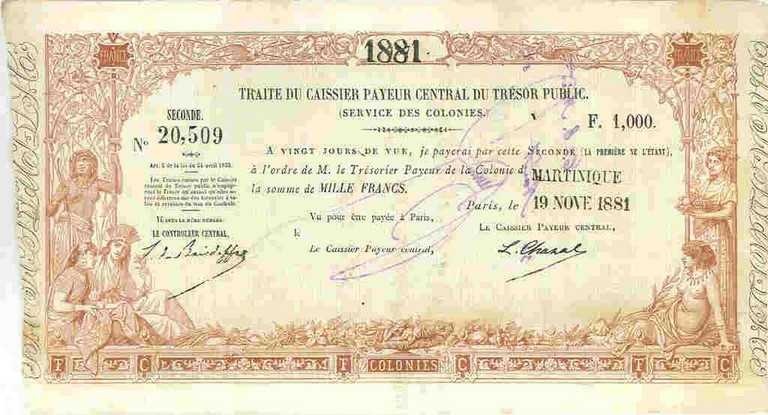 1881
FRANCE
FRANCE
TRAITE DU CAISSIER PAYEUR CENTRAL DU TRÉSOR PUBLIC.
(SERVICE DES COLONIES.)
SECONDE.
No 20,509
F. 1,000.
A VINGT JOURS DE VUE, je payerai par cette SECONDE (LA PREMIÈRE NE L'ÉTANT),
à l'ordre de M. le Trésorier Payeur de la Colonie d MARTINIQUE
la somme de MILLE FRANCS.
Paris, le 19 NOVE 1881
Vu pour être payée à Paris,
LE CAISSIER PAYEUR CENTRAL,
LE CONTROLEUR CENTRAL,
Le Caissier Payeur central,
F C F COLONIES C F C